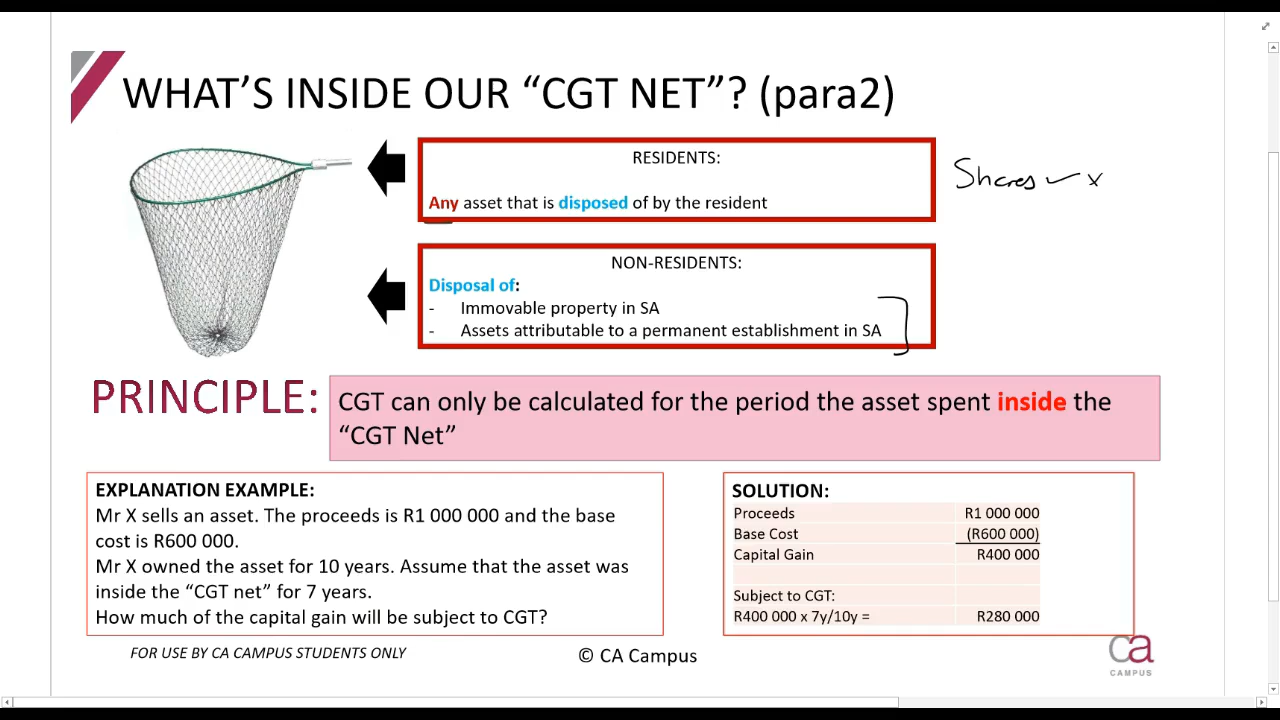 WHAT'S INSIDE OUR “CGT NET”? (para2)
RESIDENTS:
Any asset that is disposed of by the resident
Shares ✓ x
NON-RESIDENTS:
Disposal of:
- Immovable property in SA
- Assets attributable to a permanent establishment in SA
PRINCIPLE:
CGT can only be calculated for the period the asset spent inside the
“CGT Net”
EXPLANATION EXAMPLE:
Mr X sells an asset. The proceeds is R1 000 000 and the base
cost is R600 000.
Mr X owned the asset for 10 years. Assume that the asset was
inside the “CGT net” for 7 years.
How much of the capital gain will be subject to CGT?
SOLUTION:
Proceeds R1 000 000
Base Cost (R600 000)
Capital Gain R400 000
Subject to CGT:
R400 000 x 7y/10y = R280 000
FOR USE BY CA CAMPUS STUDENTS ONLY
© CA Campus
ca
CAMPUS